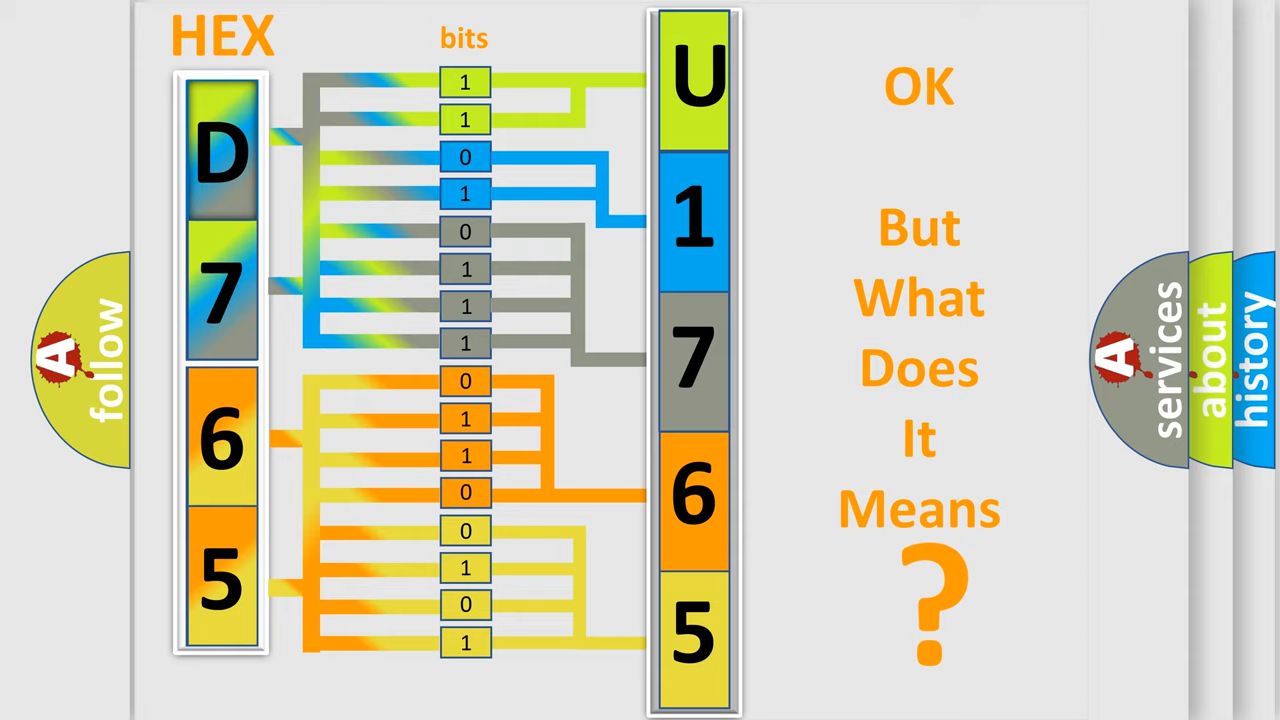 HEX
bits
D
7
6
5
1
1
0
1
0
1
1
1
0
1
1
0
0
1
0
1
U
1
7
6
5
OK
But
What
Does
It
Means
?
A
follow
A
services
about
history